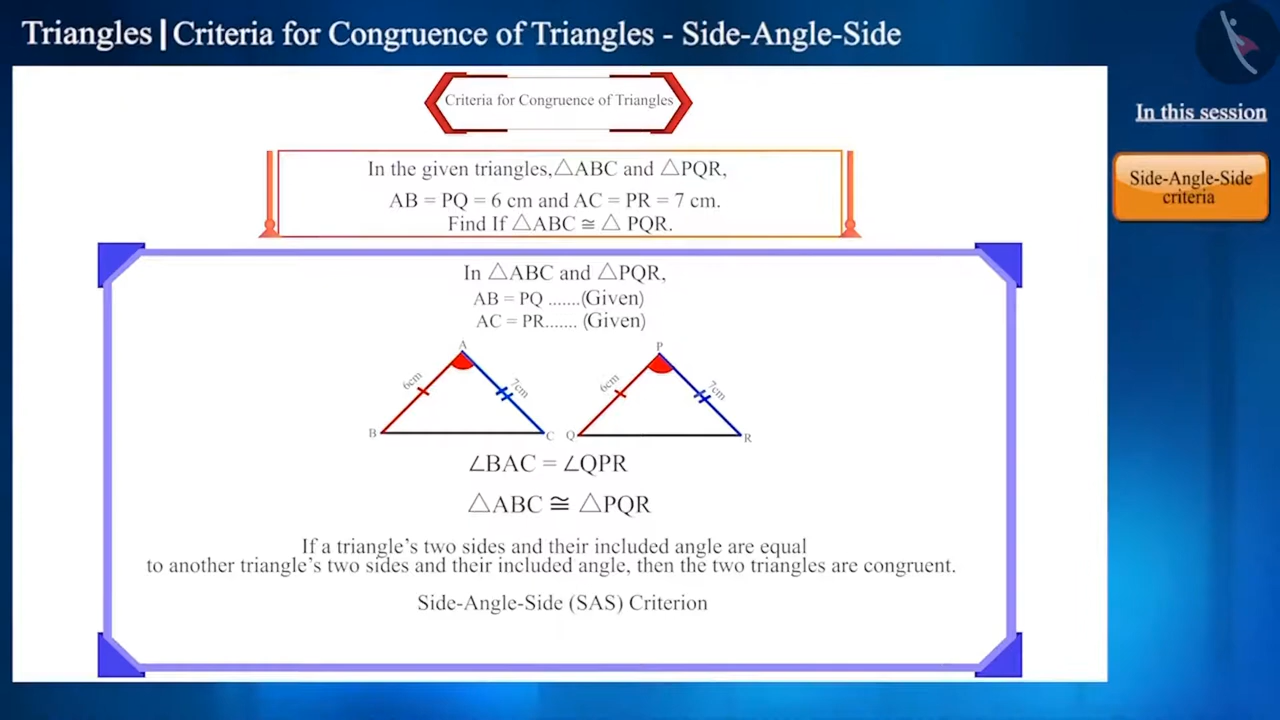 Triangles | Criteria for Congruence of Triangles - Side-Angle-Side
Criteria for Congruence of Triangles
In this session
Side-Angle-Side
criteria
In the given triangles,△ABC and △PQR,
AB = PQ = 6 cm and AC = PR = 7 cm.
Find If △ABC ≅ △ PQR.
In △ABC and △PQR,
AB = PQ .......(Given)
AC = PR....... (Given)
A
P
6cm
7cm
6cm
7cm
B
C
Q
R
∠BAC = ∠QPR
△ABC ≅ △PQR
If a triangle's two sides and their included angle are equal
to another triangle's two sides and their included angle, then the two triangles are congruent.
Side-Angle-Side (SAS) Criterion